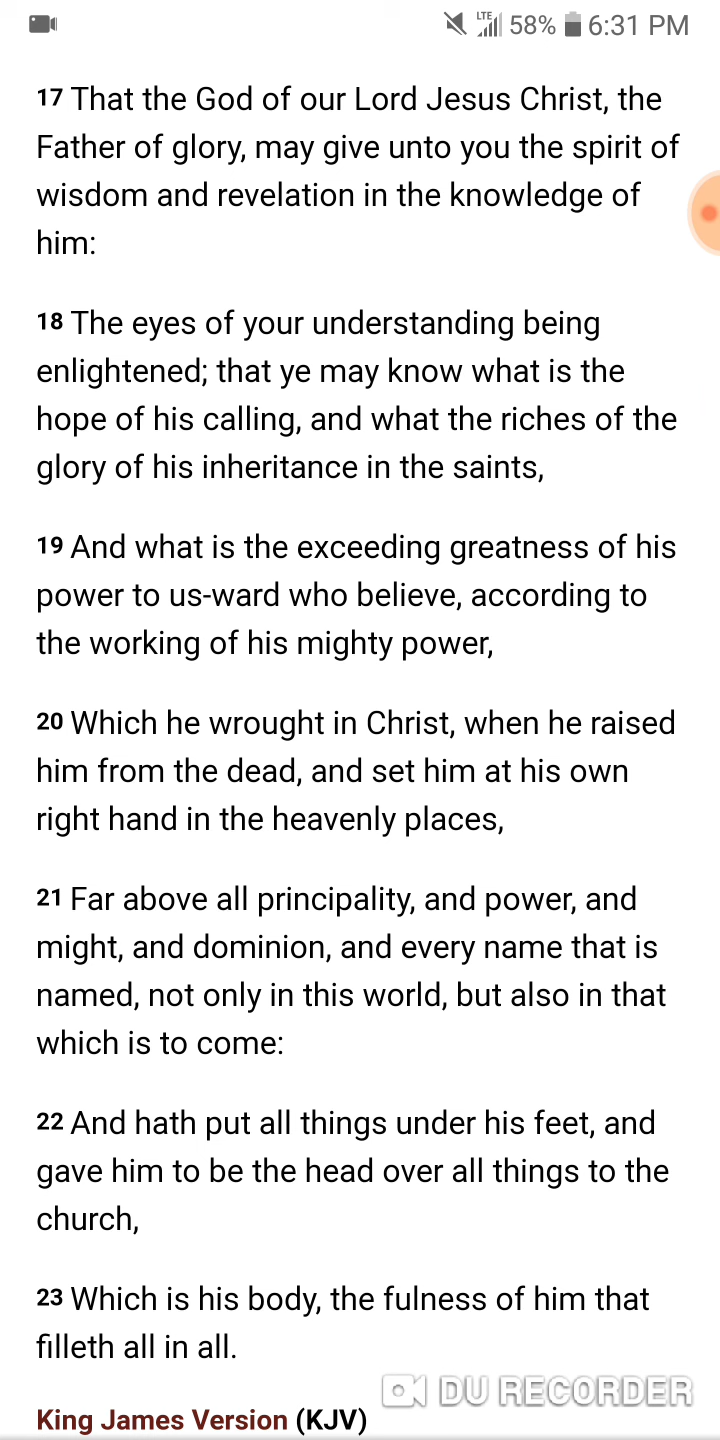 LTE 58% 6:31 PM
17 That the God of our Lord Jesus Christ, the
Father of glory, may give unto you the spirit of
wisdom and revelation in the knowledge of
him:
18 The eyes of your understanding being
enlightened; that ye may know what is the
hope of his calling, and what the riches of the
glory of his inheritance in the saints,
19 And what is the exceeding greatness of his
power to us-ward who believe, according to
the working of his mighty power,
20 Which he wrought in Christ, when he raised
him from the dead, and set him at his own
right hand in the heavenly places,
21 Far above all principality, and power, and
might, and dominion, and every name that is
named, not only in this world, but also in that
which is to come:
22 And hath put all things under his feet, and
gave him to be the head over all things to the
church,
23 Which is his body, the fulness of him that
filleth all in all.
DU RECORDER
King James Version (KJV)